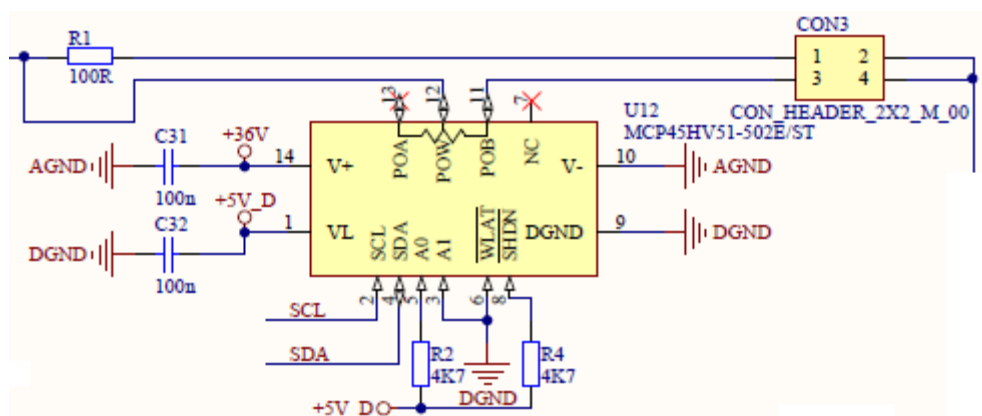 R1
100R
CON3
1 2
3 4
CON_HEADER_2X2_M_00
13
12
11
7
U12
MCP45HV51-502E/ST
C31
+36V
AGND
100n
14
V+
POA
POW
POB
NC
V-
10
AGND
C32
+5V_D
DGND
100n
1
VL
SCL
SDA
A0
A1
WLAT
SHDN
DGND
9
DGND
2
4
5
3
6
8
SCL
SDA
R2
4K7
R4
4K7
DGND
+5V_D